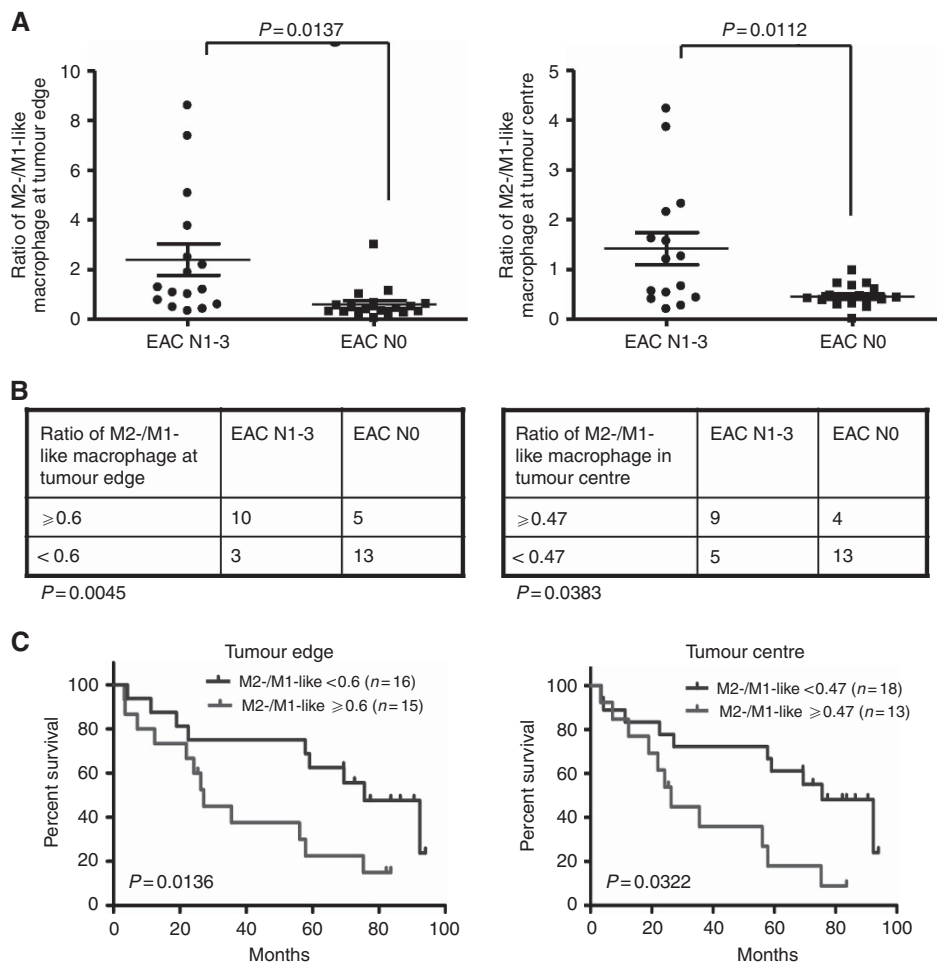 A
P = 0.0137
Ratio of M2-/M1-like
macrophage at tumour edge
10
8
6
4
2
0
EAC N1-3
EAC N0
P = 0.0112
Ratio of M2-/M1-like
macrophage at tumour centre
5
4
3
2
1
0
EAC N1-3
EAC N0
B
Ratio of M2-/M1-
like macrophage at
tumour edge
EAC N1-3
EAC N0
⩾0.6
10
5
< 0.6
3
13
P = 0.0045
Ratio of M2-/M1-
like macrophage in
tumour centre
EAC N1-3
EAC N0
⩾0.47
9
4
< 0.47
5
13
P = 0.0383
C
Tumour edge
M2-/M1-like <0.6 (n = 16)
M2-/M1-like ⩾0.6 (n = 15)
Percent survival
100
80
60
40
20
0
P = 0.0136
0
20
40
60
80
100
Months
Tumour centre
M2-/M1-like <0.47 (n = 18)
M2-/M1-like ⩾0.47 (n = 13)
Percent survival
100
80
60
40
20
0
P = 0.0322
0
20
40
60
80
100
Months